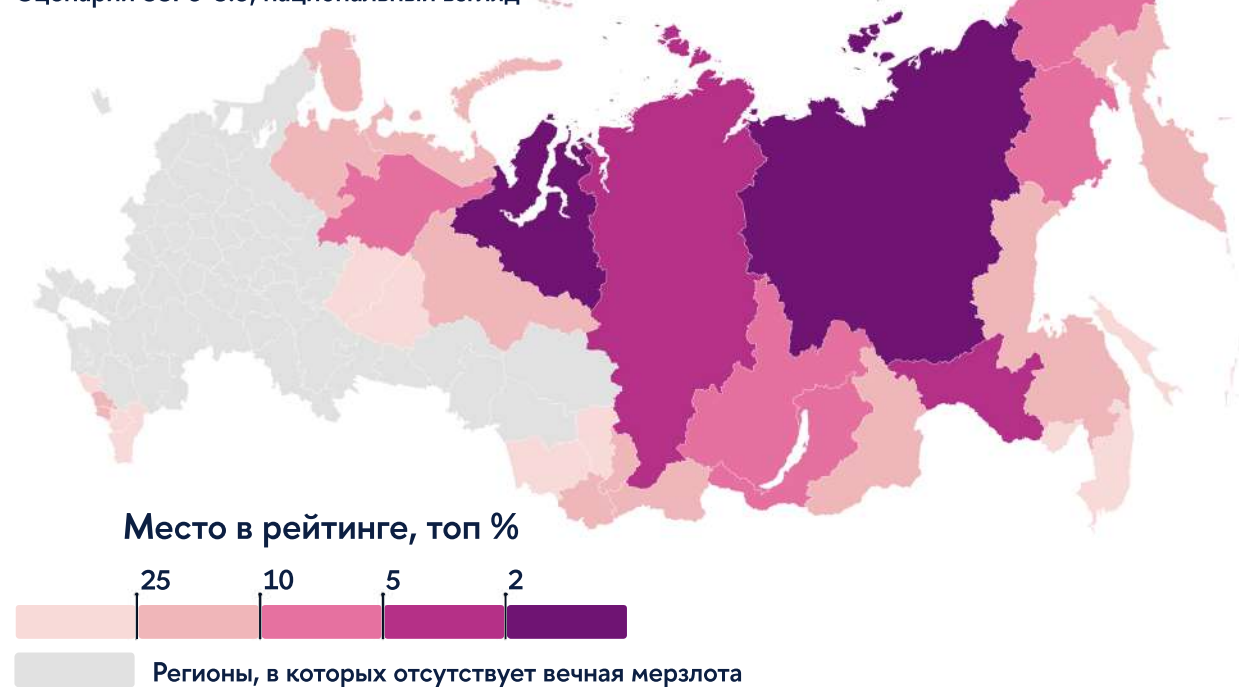 Место в рейтинге, топ %
25 10 5 2
Регионы, в которых отсутствует вечная мерзлота